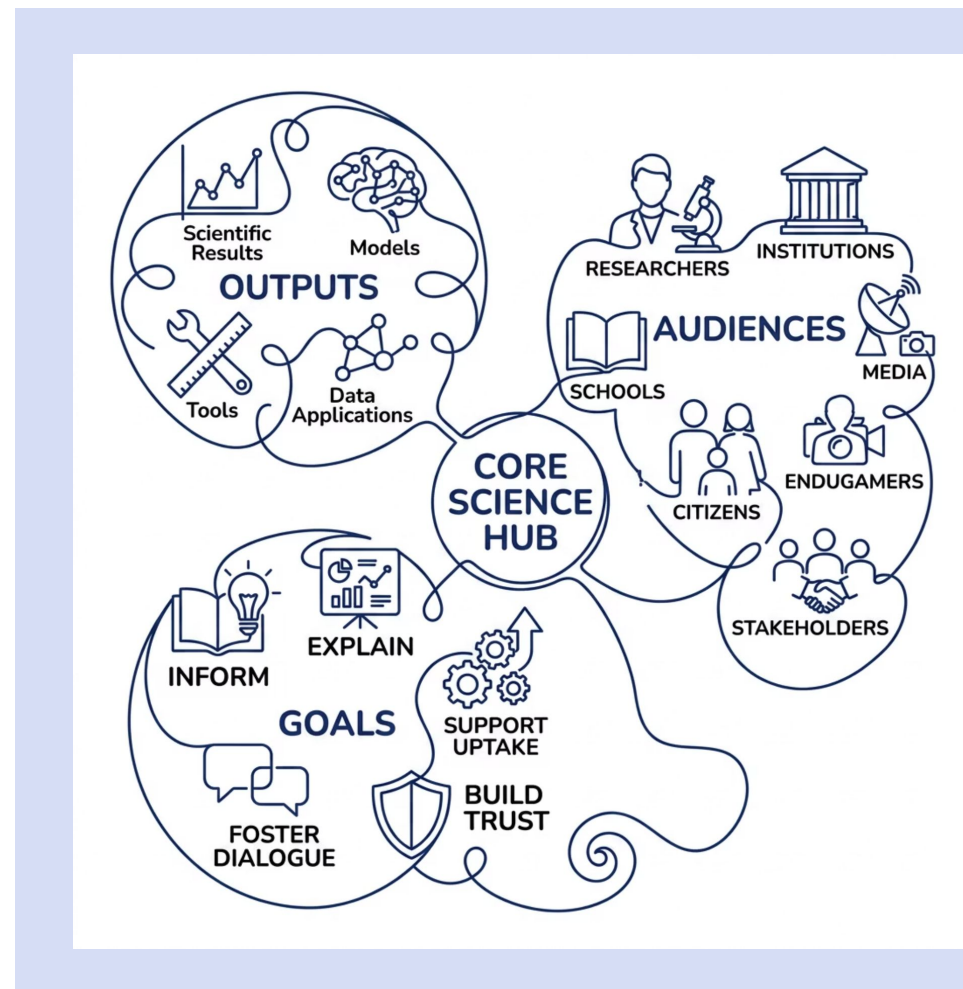 Scientific
Results
Models
OUTPUTS
Tools
Data
Applications
RESEARCHERS
INSTITUTIONS
AUDIENCES
SCHOOLS
MEDIA
CITIZENS
ENDUGAMERS
STAKEHOLDERS
CORE
SCIENCE
HUB
INFORM
EXPLAIN
GOALS
SUPPORT
UPTAKE
FOSTER
DIALOGUE
BUILD
TRUST